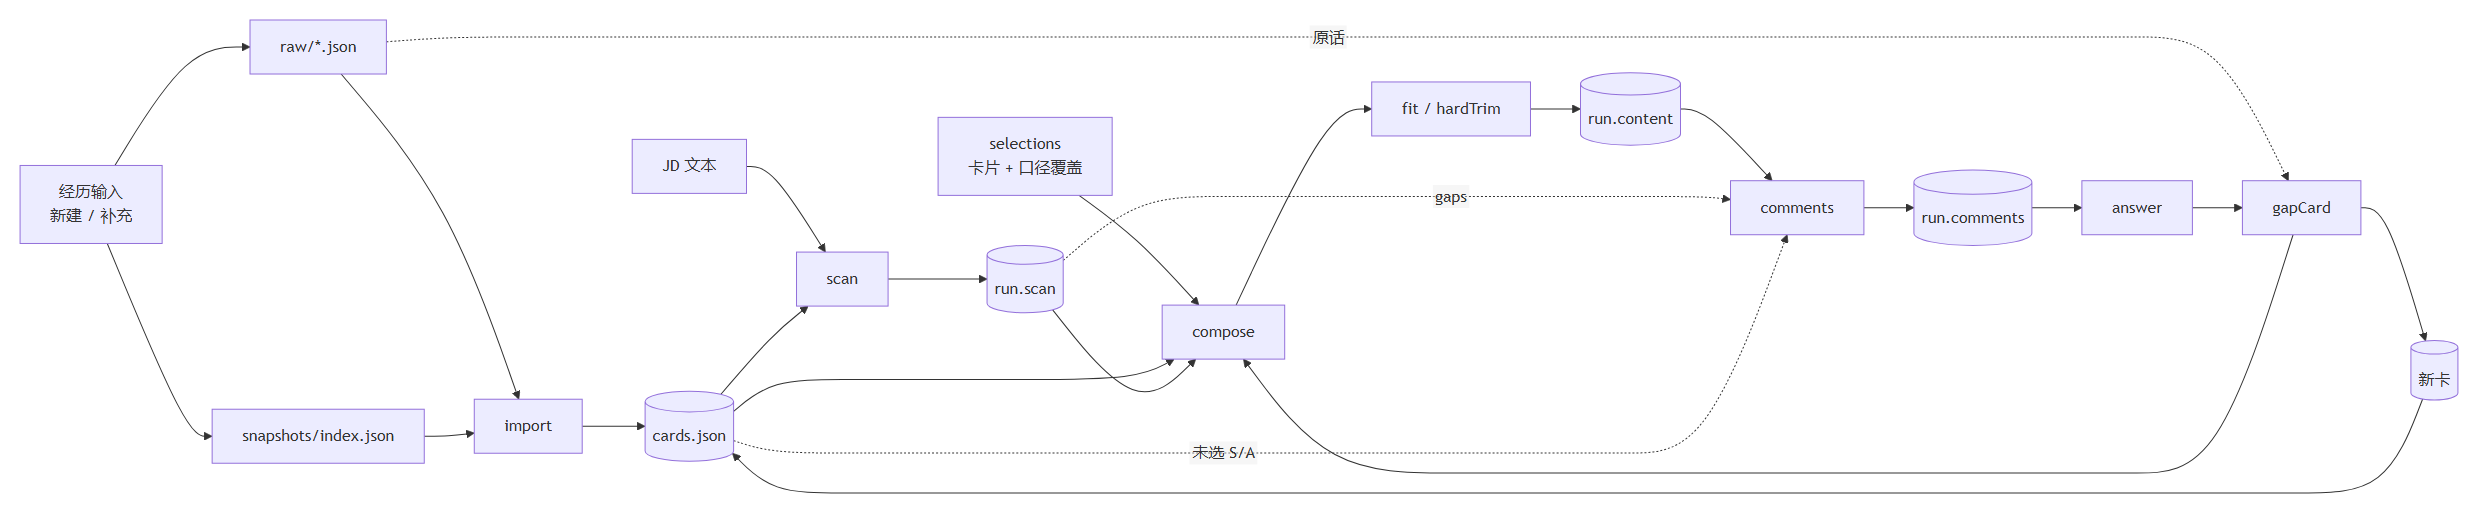 经历输入
新建 / 补充
raw/*.json
snapshots/index.json
import
JD 文本
cards.json
scan
selections
卡片 + 口径覆盖
run.scan
compose
fit / hardTrim
run.content
原话
gaps
未选 S/A
comments
run.comments
answer
gapCard
新卡